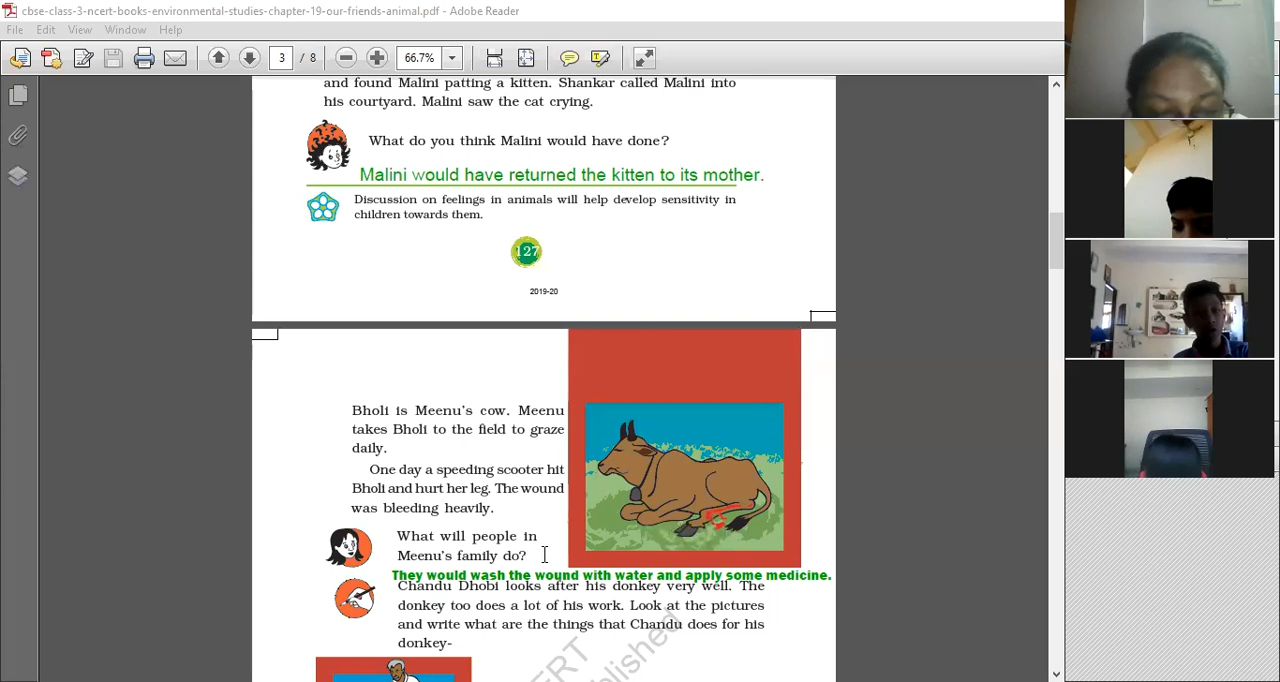 cbse-class-3-ncert-books-environmental-studies-chapter-19-our-friends-animal.pdf - Adobe Reader
File Edit View Window Help
3 / 8 66.7%
and found Malini patting a kitten. Shankar called Malini into
his courtyard. Malini saw the cat crying.
What do you think Malini would have done?
Malini would have returned the kitten to its mother.
Discussion on feelings in animals will help develop sensitivity in
children towards them.
127
2019-20
Bholi is Meenu's cow. Meenu
takes Bholi to the field to graze
daily.
One day a speeding scooter hit
Bholi and hurt her leg. The wound
was bleeding heavily.
What will people in
Meenu's family do?
They would wash the wound with water and apply some medicine.
Chandu Dhobi looks after his donkey very well. The
donkey too does a lot of his work. Look at the pictures
and write what are the things that Chandu does for his
donkey-